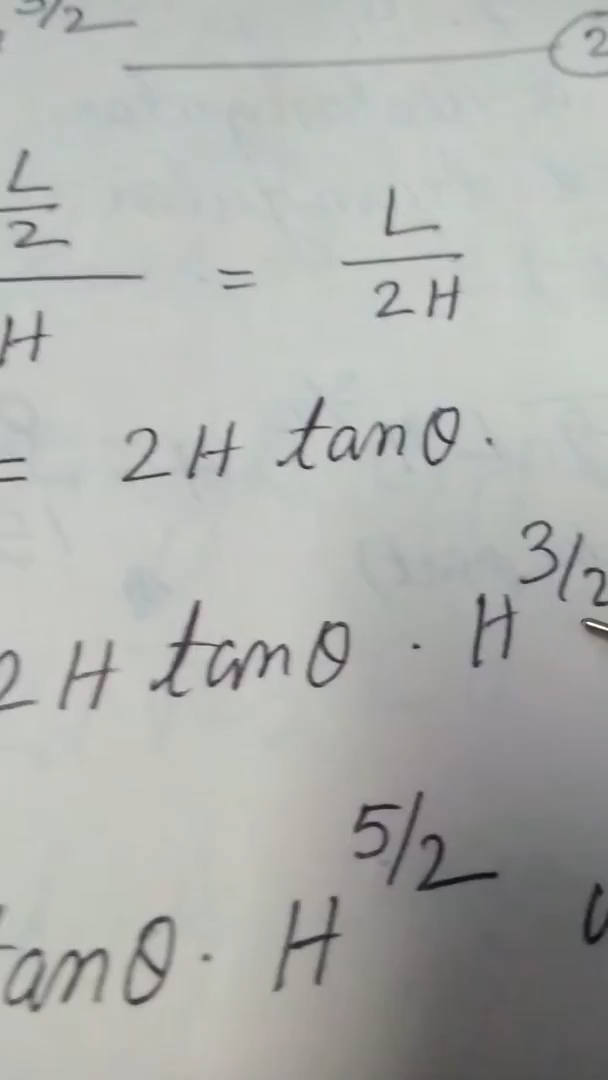 3/2 2
L/2 / H = L / 2H
= 2H tanθ.
2H tanθ · H^3/2
tanθ · H^5/2